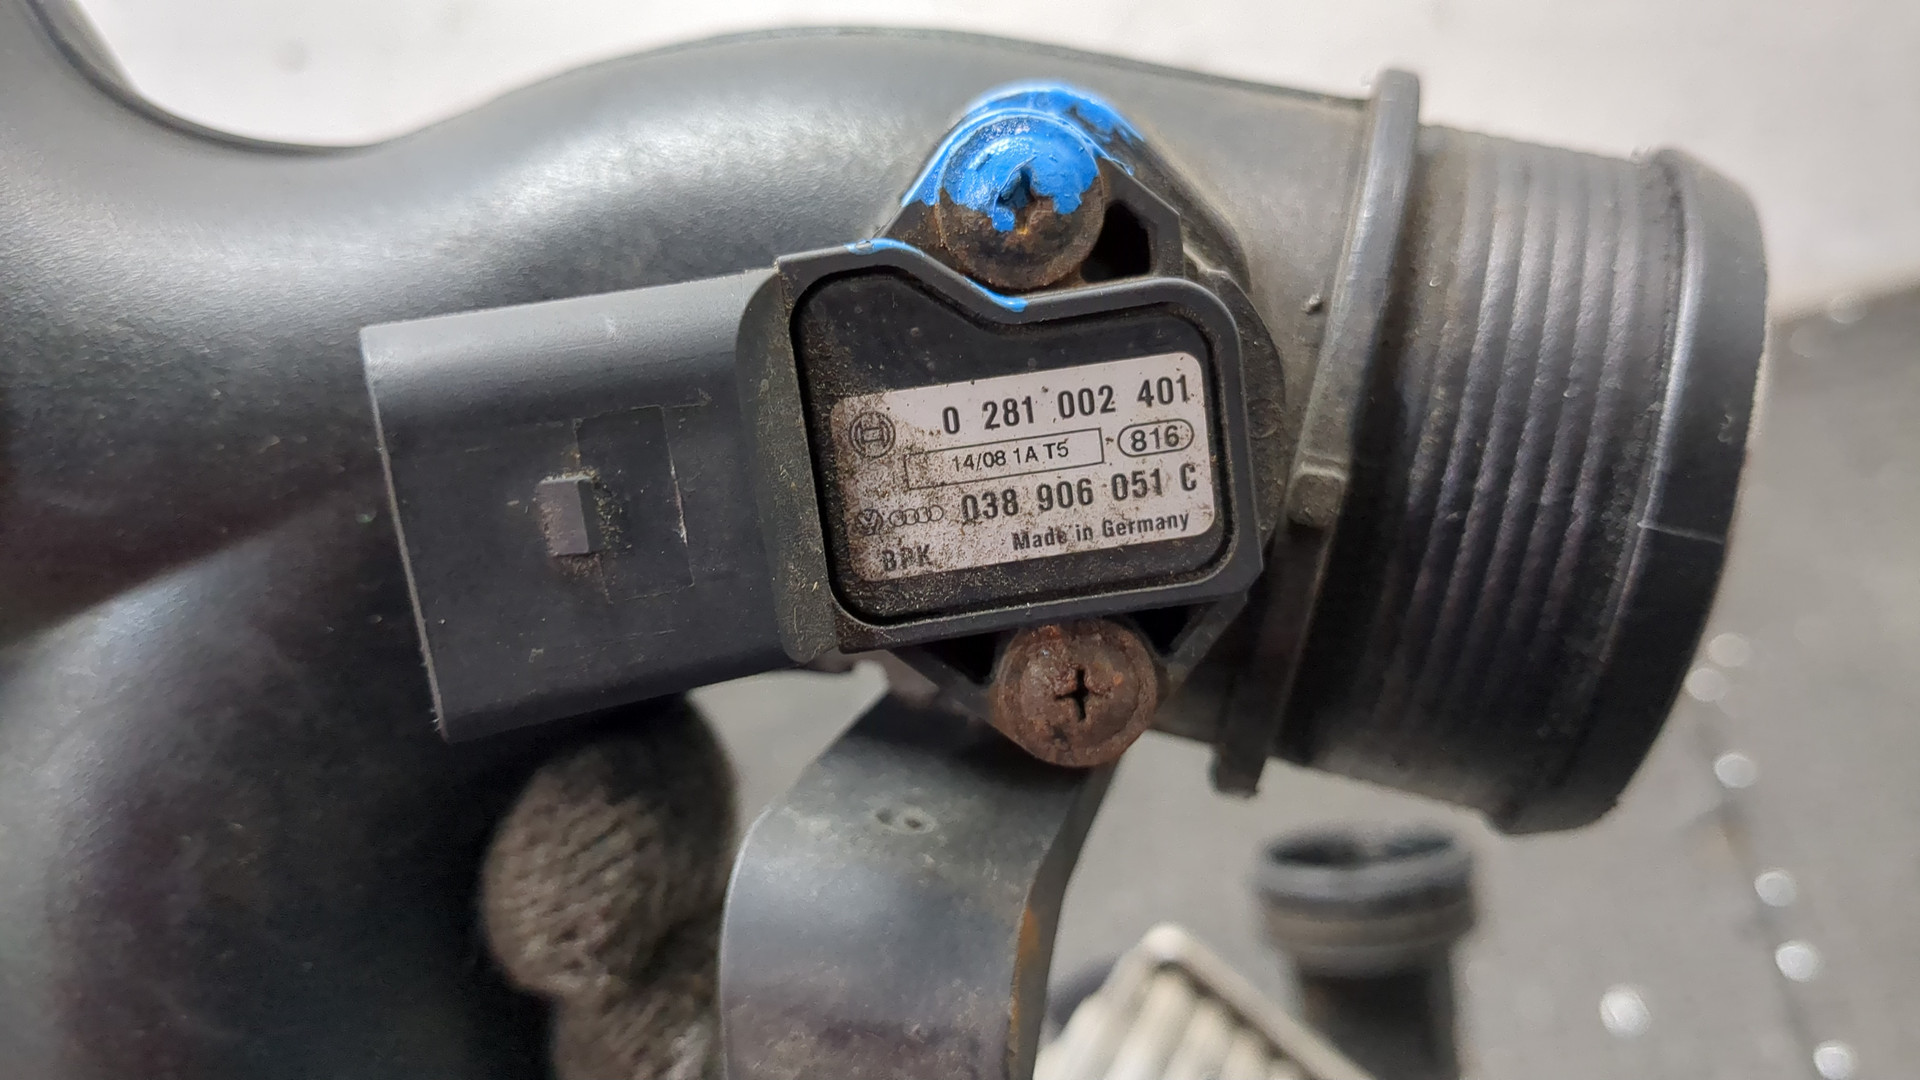 0 281 002 401
14/08 1A T5 816
038 906 051 C
Made in Germany
BPK